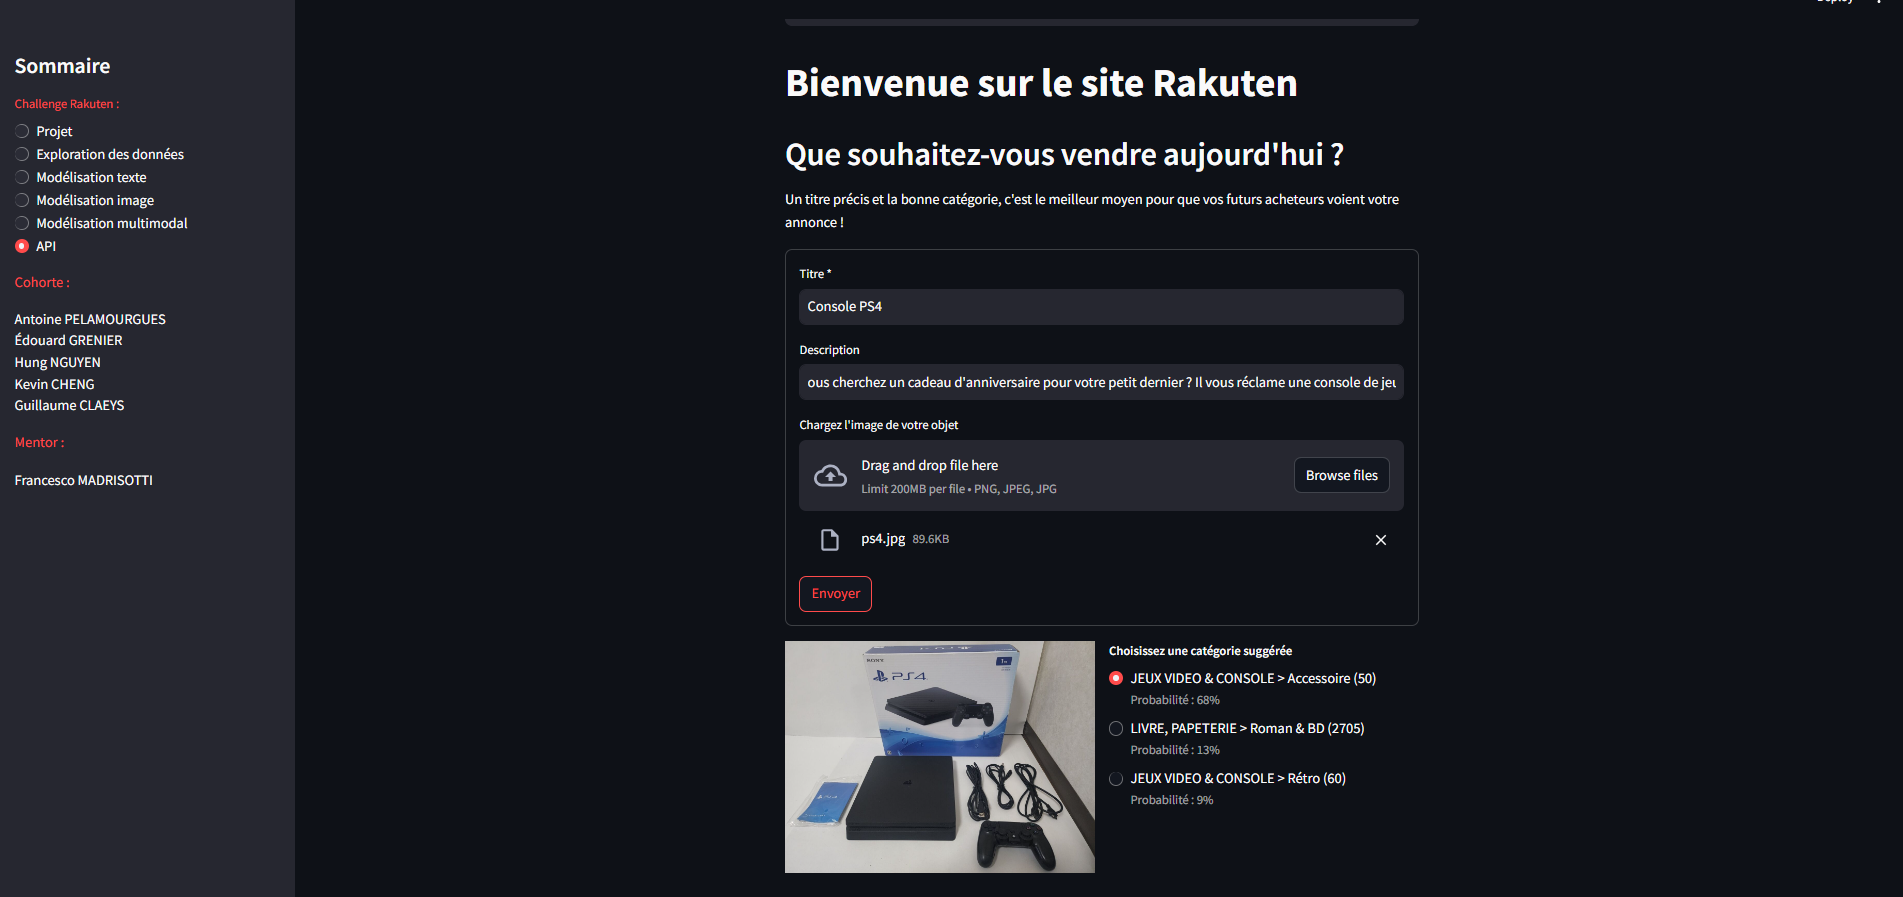 Deploy
Sommaire
Challenge Rakuten :
Projet
Exploration des données
Modélisation texte
Modélisation image
Modélisation multimodal
API
Cohorte :
Antoine PELAMOURGUES
Édouard GRENIER
Hung NGUYEN
Kevin CHENG
Guillaume CLAEYS
Mentor :
Francesco MADRISOTTI
Bienvenue sur le site Rakuten
Que souhaitez-vous vendre aujourd'hui ?
Un titre précis et la bonne catégorie, c'est le meilleur moyen pour que vos futurs acheteurs voient votre
annonce !
Titre *
Console PS4
Description
ous cherchez un cadeau d'anniversaire pour votre petit dernier ? Il vous réclame une console de jeu
Chargez l'image de votre objet
Drag and drop file here
Limit 200MB per file • PNG, JPEG, JPG
Browse files
ps4.jpg 89.6KB
Envoyer
SONY
PS4
Choisissez une catégorie suggérée
JEUX VIDEO & CONSOLE > Accessoire (50)
Probabilité : 68%
LIVRE, PAPETERIE > Roman & BD (2705)
Probabilité : 13%
JEUX VIDEO & CONSOLE > Rétro (60)
Probabilité : 9%